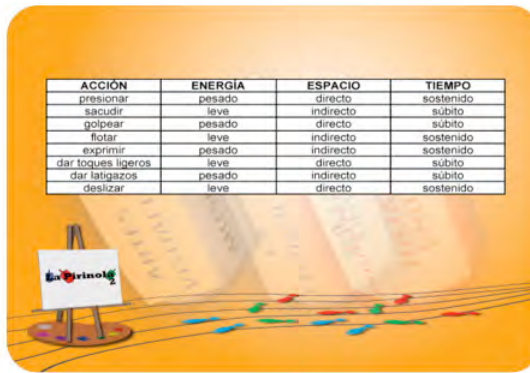 ACCIÓN ENERGÍA ESPACIO TIEMPO
presionar pesado directo sostenido
sacudir leve indirecto súbito
golpear pesado directo súbito
flotar leve indirecto sostenido
exprimir pesado indirecto sostenido
dar toques ligeros leve directo súbito
dar latigazos pesado indirecto súbito
deslizar leve directo sostenido
La Pirinola
2